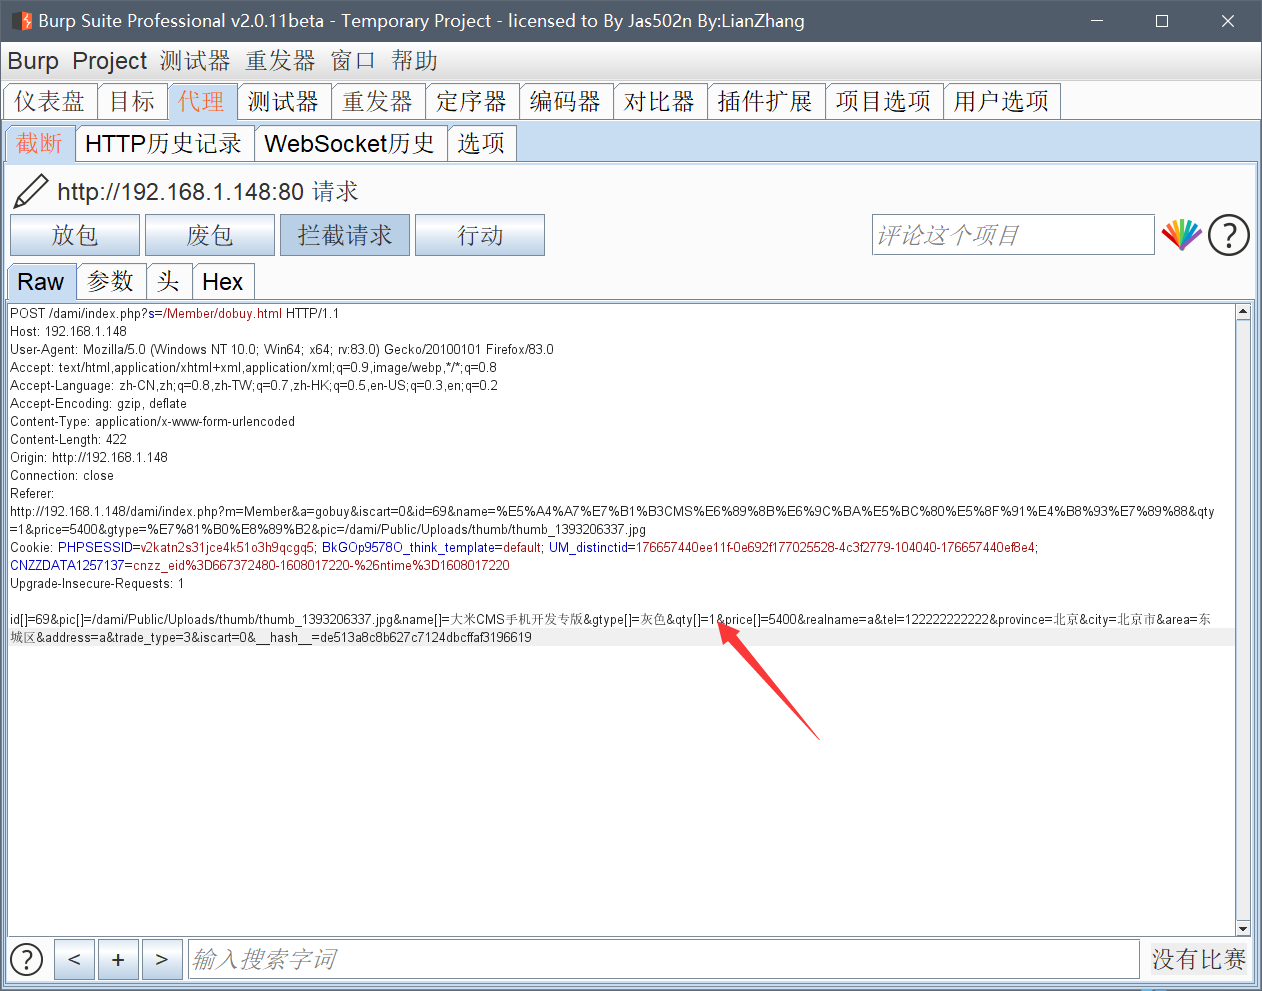 Burp Suite Professional v2.0.11beta - Temporary Project - licensed to By Jas502n By:LianZhang
Burp Project 测试器 重发器 窗口 帮助
仪表盘 目标 代理 测试器 重发器 定序器 编码器 对比器 插件扩展 项目选项 用户选项
截断 HTTP历史记录 WebSocket历史 选项
http://192.168.1.148:80 请求
放包 废包 拦截请求 行动 评论这个项目 ?
Raw 参数 头 Hex
POST /dami/index.php?s=/Member/dobuy.html HTTP/1.1
Host: 192.168.1.148
User-Agent: Mozilla/5.0 (Windows NT 10.0; Win64; x64; rv:83.0) Gecko/20100101 Firefox/83.0
Accept: text/html,application/xhtml+xml,application/xml;q=0.9,image/webp,*/*;q=0.8
Accept-Language: zh-CN,zh;q=0.8,zh-TW;q=0.7,zh-HK;q=0.5,en-US;q=0.3,en;q=0.2
Accept-Encoding: gzip, deflate
Content-Type: application/x-www-form-urlencoded
Content-Length: 422
Origin: http://192.168.1.148
Connection: close
Referer:
http://192.168.1.148/dami/index.php?m=Member&a=gobuy&iscart=0&id=69&name=%E5%A4%A7%E7%B1%B3CMS%E6%89%8B%E6%9C%BA%E5%BC%80%E5%8F%91%E4%B8%93%E7%89%88&qty
=1&price=5400&gtype=%E7%81%B0%E8%89%B2&pic=/dami/Public/Uploads/thumb/thumb_1393206337.jpg
Cookie: PHPSESSID=v2katn2s31jce4k51o3h9qcgq5; BkGOp9578O_think_template=default; UM_distinctid=176657440ee11f-0e692f177025528-4c3f2779-104040-176657440ef8e4;
CNZZDATA1257137=cnzz_eid%3D667372480-1608017220-%26ntime%3D1608017220
Upgrade-Insecure-Requests: 1
id[]=69&pic[]=/dami/Public/Uploads/thumb/thumb_1393206337.jpg&name[]=大米CMS手机开发专版&gtype[]=灰色&qty[]=1&price[]=5400&realname=a&tel=122222222222&province=北京&city=北京市&area=东
城区&address=a&trade_type=3&iscart=0&__hash__=de513a8c8b627c7124dbcffaf3196619
? < + > 输入搜索字词 没有比赛